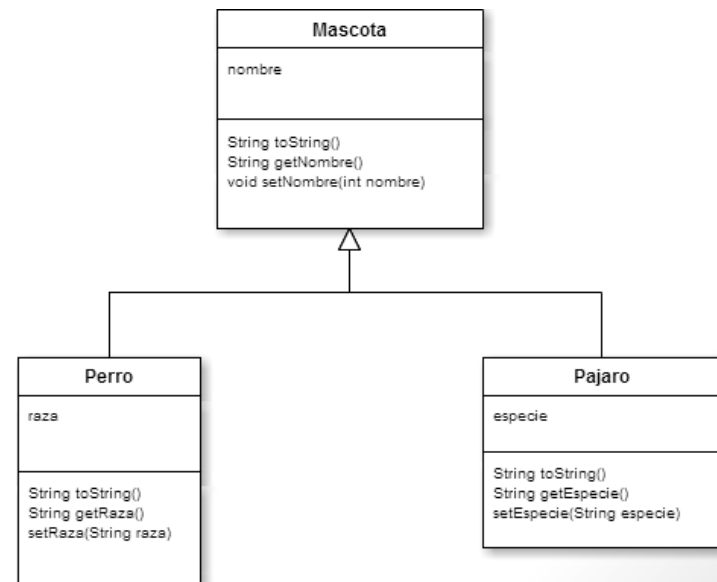 Mascota
nombre
String toString()
String getNombre()
void setNombre(int nombre)
Perro
raza
String toString()
String getRaza()
setRaza(String raza)
Pajaro
especie
String toString()
String getEspecie()
setEspecie(String especie)